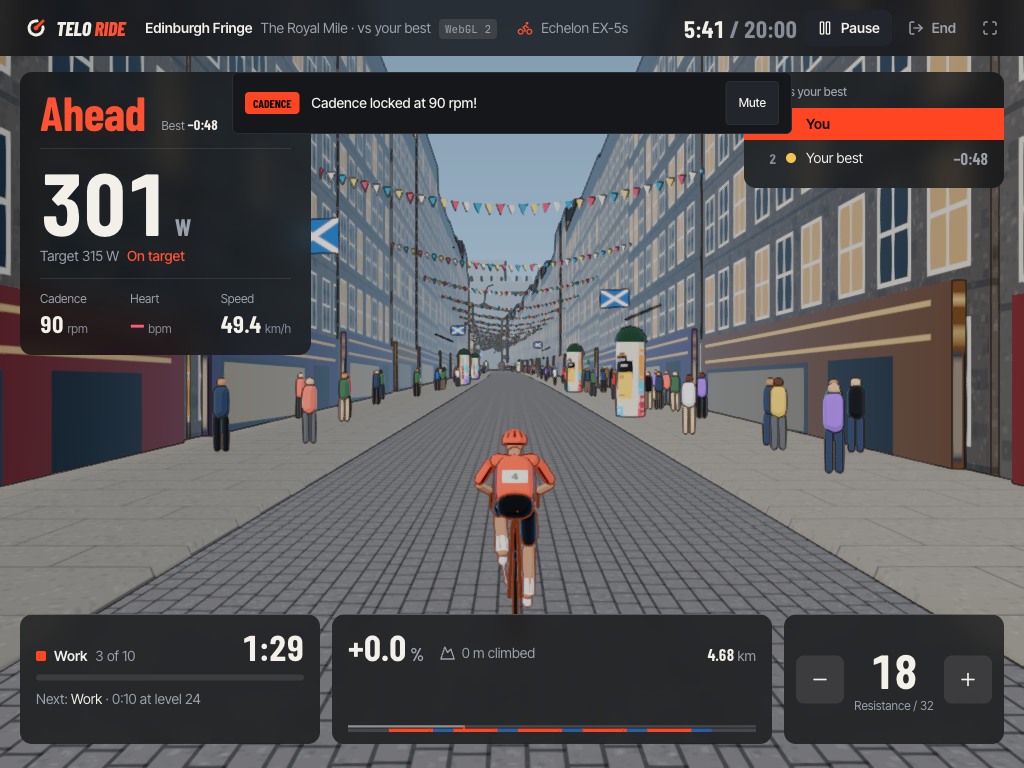 TELO RIDE Edinburgh Fringe The Royal Mile · vs your best WebGL 2 Echelon EX-5s 5:41 / 20:00 Pause End
CADENCE Cadence locked at 90 rpm! Mute
s your best
Ahead Best −0:48
You
2 Your best −0:48
301 W
Target 315 W On target
Cadence Heart Speed
90 rpm — bpm 49.4 km/h
4
Work 3 of 10 1:29
Next: Work · 0:10 at level 24
+0.0 % 0 m climbed 4.68 km
− 18 +
Resistance / 32